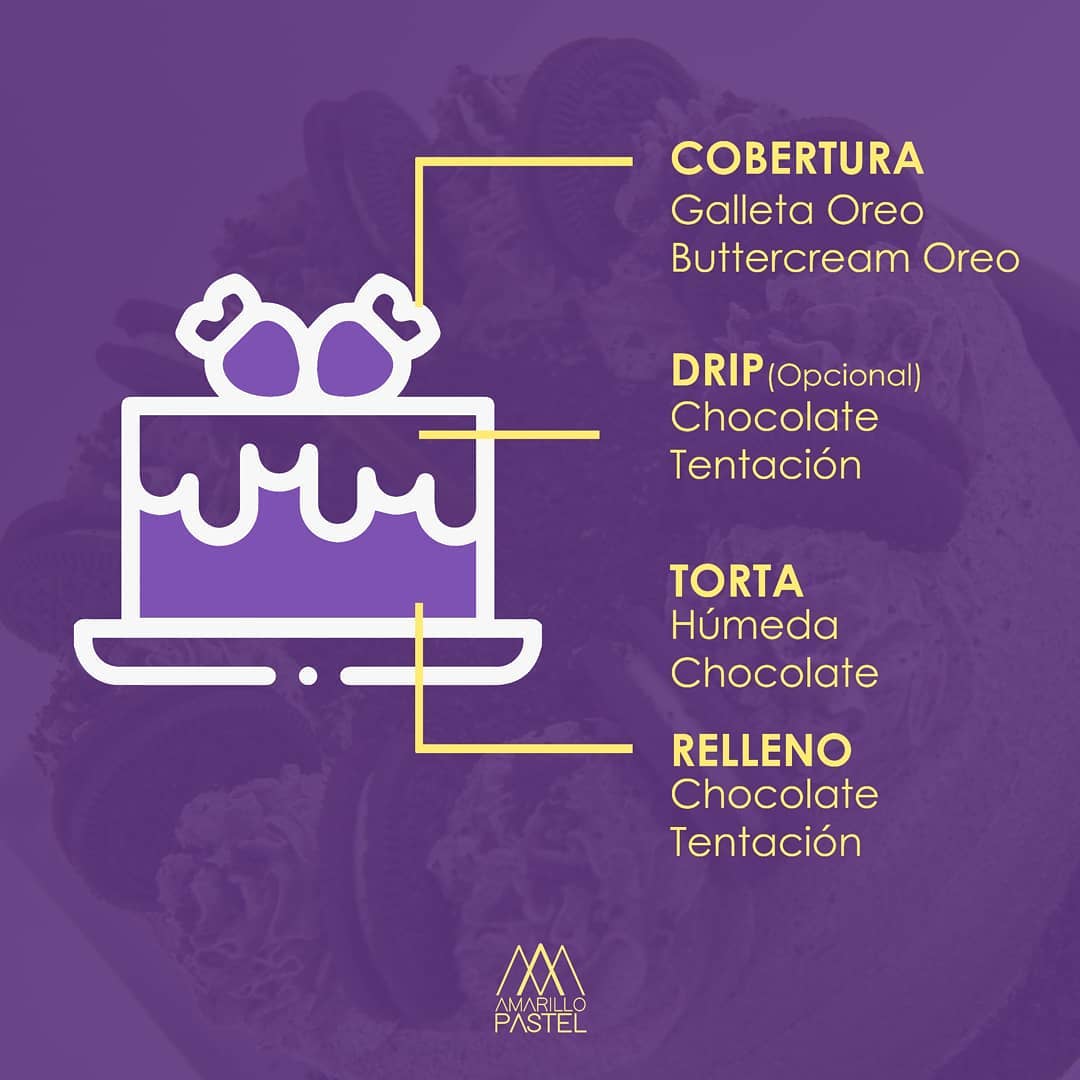 COBERTURA
Galleta Oreo
Buttercream Oreo
DRIP (Opcional)
Chocolate
Tentación
TORTA
Húmeda
Chocolate
RELLENO
Chocolate
Tentación
AMARILLO
PASTEL